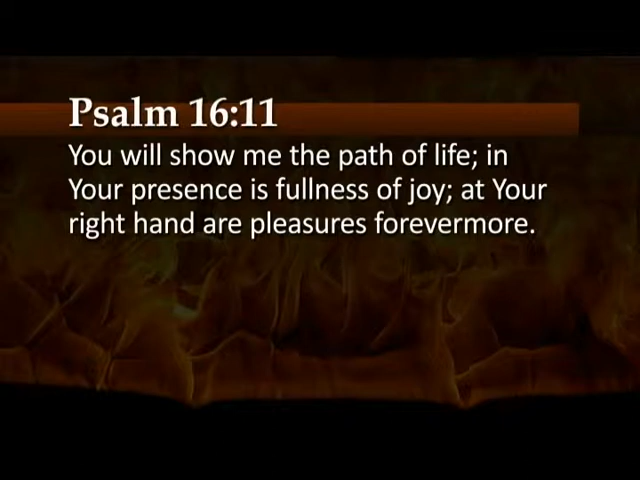 Psalm 16:11
You will show me the path of life; in
Your presence is fullness of joy; at Your
right hand are pleasures forevermore.